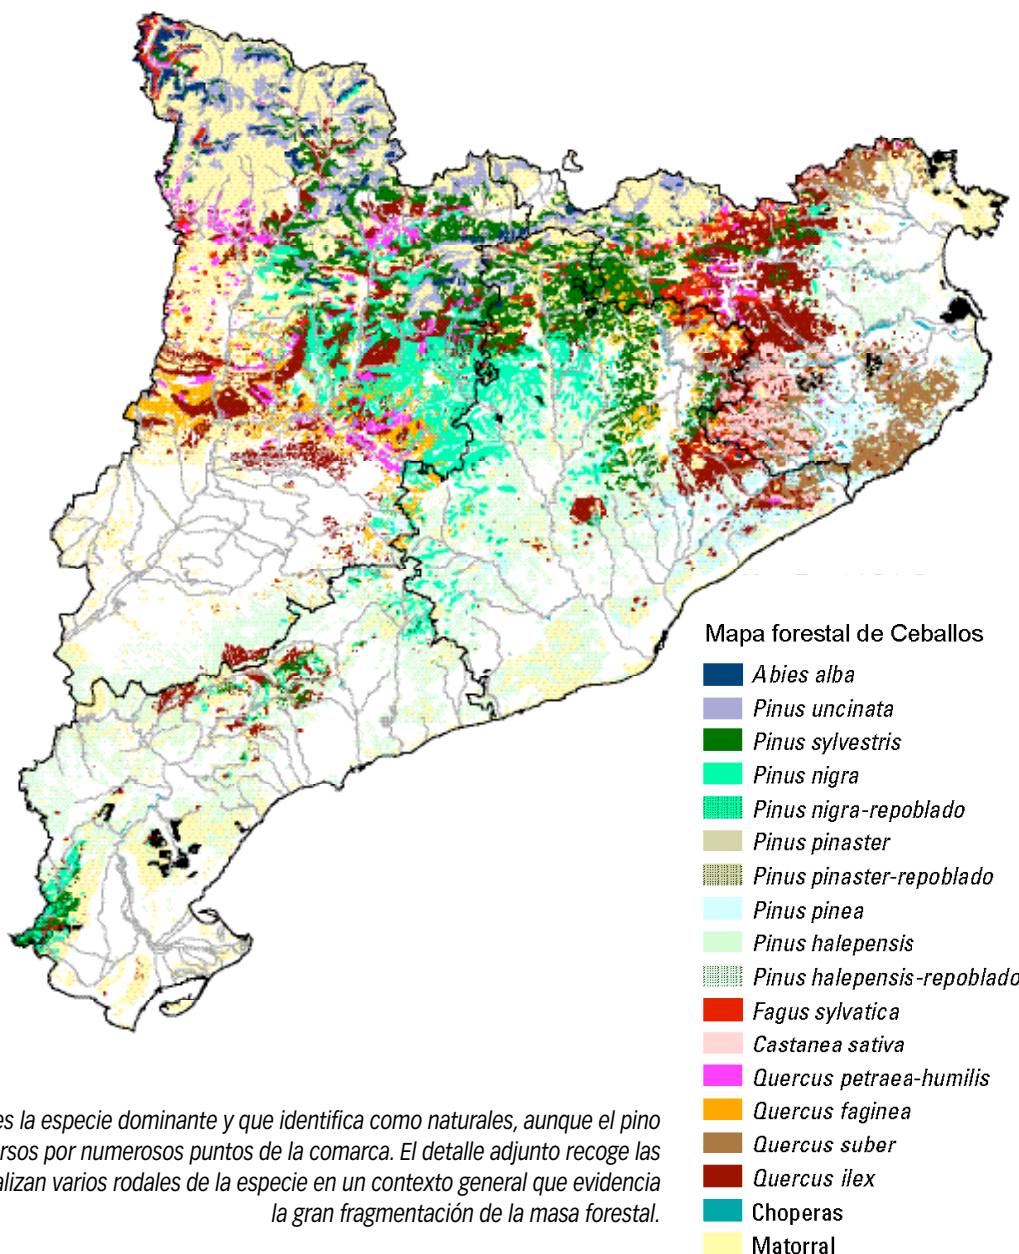 Mapa forestal de Ceballos
Abies alba
Pinus uncinata
Pinus sylvestris
Pinus nigra
Pinus nigra-repoblado
Pinus pinaster
Pinus pinaster-repoblado
Pinus pinea
Pinus halepensis
Pinus halepensis-repoblado
Fagus sylvatica
Castanea sativa
Quercus petraea-humilis
Quercus faginea
Quercus suber
Quercus ilex
Choperas
Matorral
es la especie dominante y que identifica como naturales, aunque el pino
rsos por numerosos puntos de la comarca. El detalle adjunto recoge las
alizan varios rodales de la especie en un contexto general que evidencia
la gran fragmentación de la masa forestal.